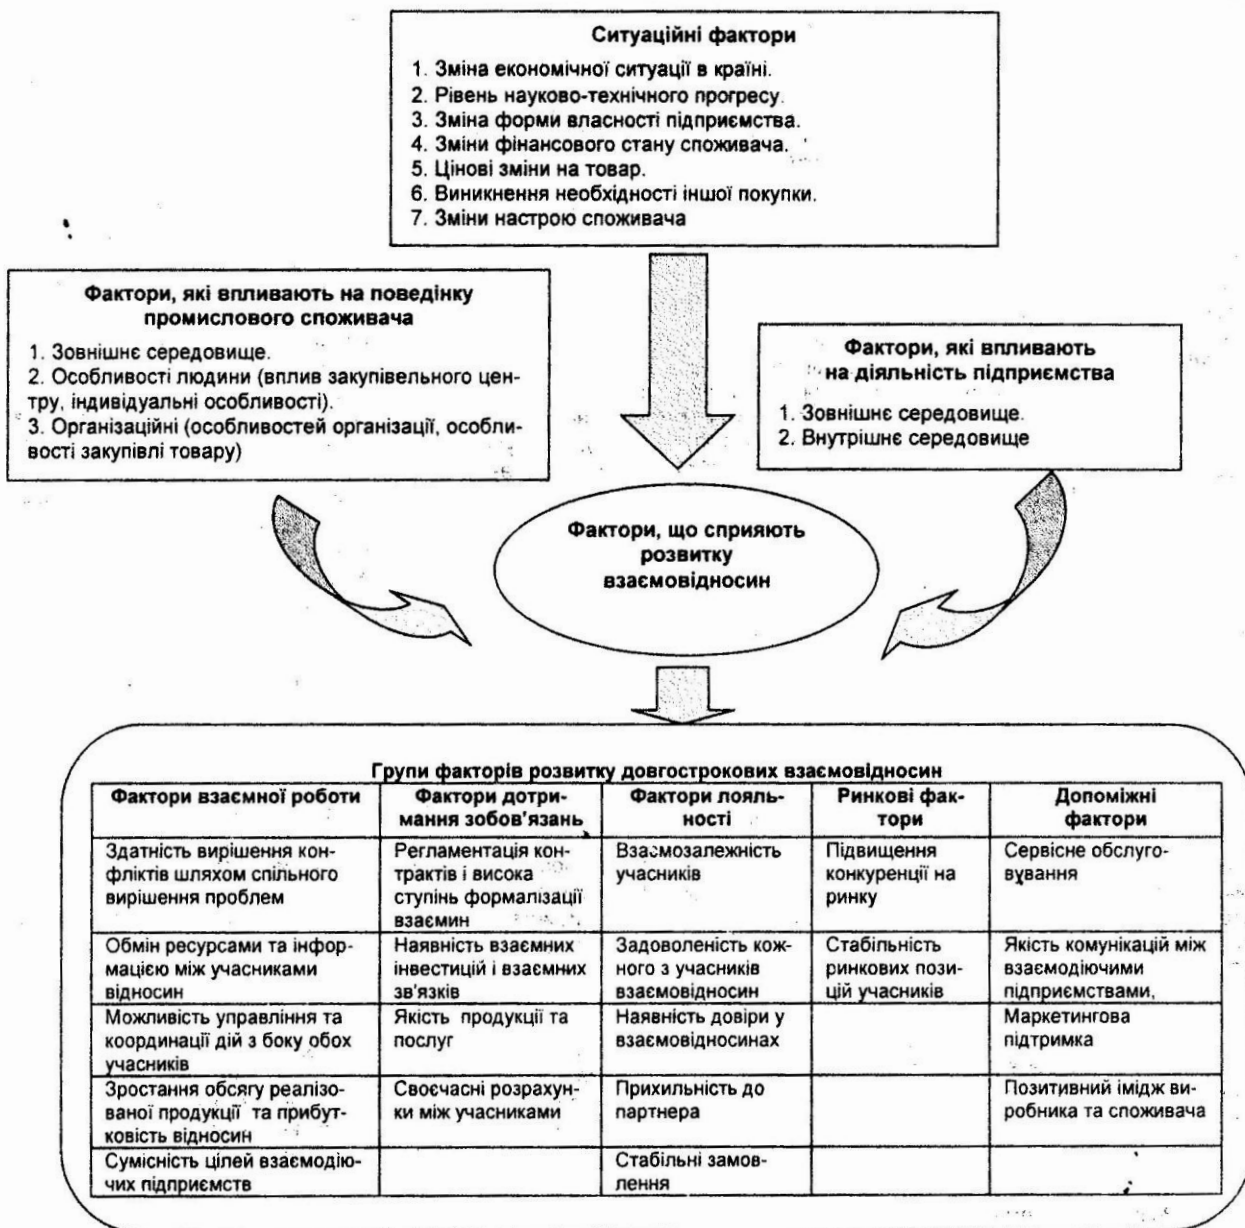 Ситуаційні фактори
1. Зміна економічної ситуації в країні.
2. Рівень науково-технічного прогресу.
3. Зміна форми власності підприємства.
4. Зміни фінансового стану споживача.
5. Цінові зміни на товар.
6. Виникнення необхідності іншої покупки.
7. Зміни настрою споживача
Фактори, які впливають на поведінку
промислового споживача
1. Зовнішнє середовище.
2. Особливості людини (вплив закупівельного цен-
тру, індивідуальні особливості).
3. Організаційні (особливостей організації, особли-
вості закупівлі товару)
Фактори, які впливають
на діяльність підприємства
1. Зовнішнє середовище.
2. Внутрішнє середовище
Фактори, що сприяють
розвитку
взаємовідносин
Групи факторів розвитку довгострокових взаємовідносин
Фактори взаємної роботи
Фактори дотри-
мання зобов'язань
Фактори лояль-
ності
Ринкові фак-
тори
Допоміжні
фактори
Здатність вирішення кон-
фліктів шляхом спільного
вирішення проблем
Регламентація кон-
трактів і висока
ступінь формалізації
взаємин
Взаємозалежність
учасників
Підвищення
конкуренції на
ринку
Сервісне обслуго-
вування
Обмін ресурсами та інфор-
мацією між учасниками
відносин
Наявність взаємних
інвестицій і взаємних
зв'язків
Задоволеність кож-
ного з учасників
взаємовідносин
Стабільність
ринкових пози-
цій учасників
Якість комунікацій між
взаємодіючими
підприємствами,
Можливість управління та
координації дій з боку обох
учасників
Якість продукції та
послуг
Наявність довіри у
взаємовідносинах
Маркетингова
підтримка
Зростання обсягу реалізо-
ваної продукції та прибут-
ковість відносин
Своєчасні розрахун-
ки між учасниками
Прихильність до
партнера
Позитивний імідж ви-
робника та споживача
Сумісність цілей взаємодію-
чих підприємств
Стабільні замов-
лення